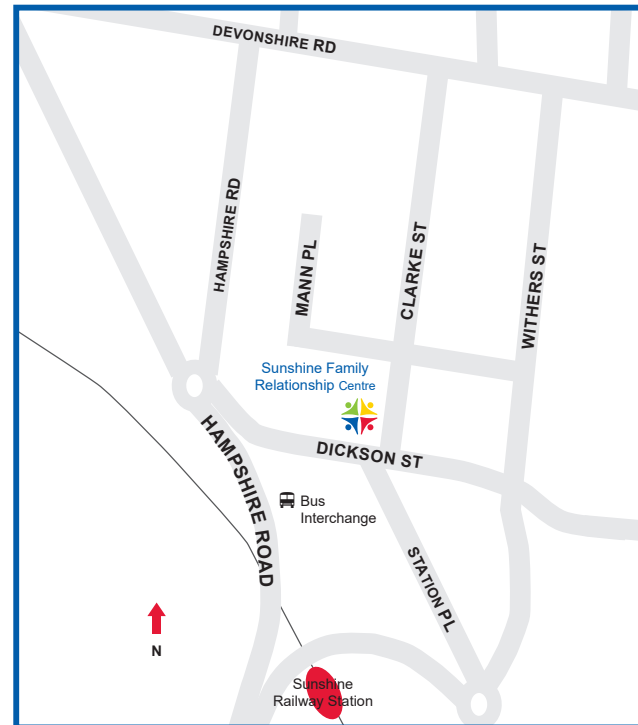 DEVONSHIRE RD
HAMPSHIRE RD
MANN PL
CLARKE ST
WITHERS ST
Sunshine Family
Relationship Centre
DICKSON ST
HAMPSHIRE ROAD
Bus
Interchange
STATION PL
N
Sunshine
Railway Station